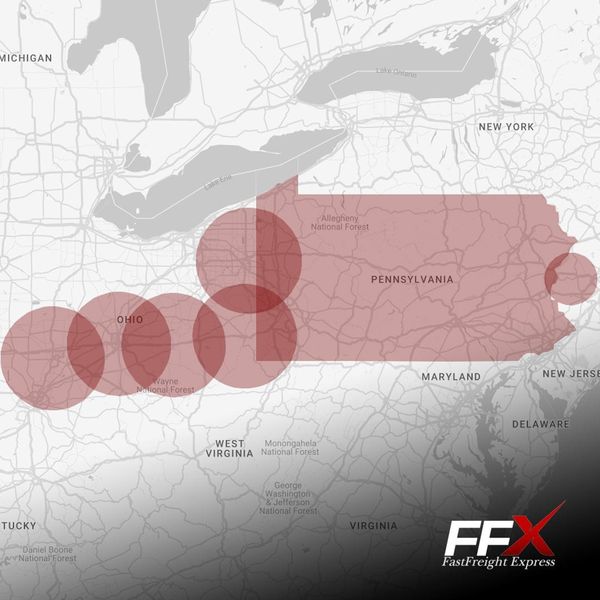 MICHIGAN
Lake Ontario
NEW YORK
Lake Erie
Allegheny
National Forest
PENNSYLVANIA
OHIO
MARYLAND
NEW JERSE
Wayne
National Forest
DELAWARE
WEST
VIRGINIA
Monongahela
National Forest
George
Washington
& Jefferson
National Forest
TUCKY
VIRGINIA
Daniel Boone
National Forest
FFX
FastFreight Express